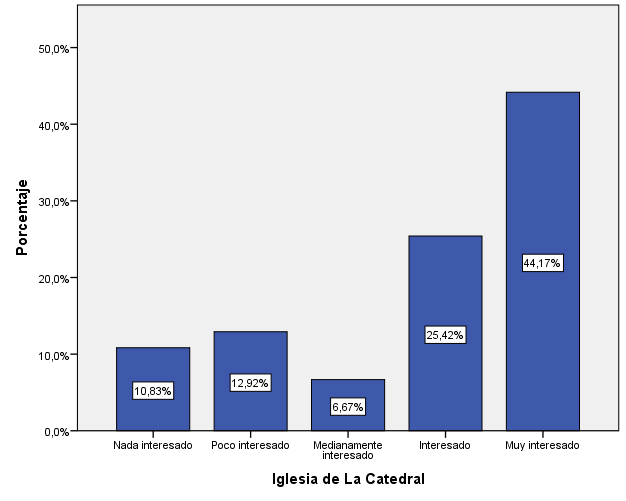 50,0%
40,0%
30,0%
20,0%
10,0%
0,0%
Porcentaje
10,83%
12,92%
6,67%
25,42%
44,17%
Nada interesado
Poco interesado
Medianamente
interesado
Interesado
Muy interesado
Iglesia de La Catedral